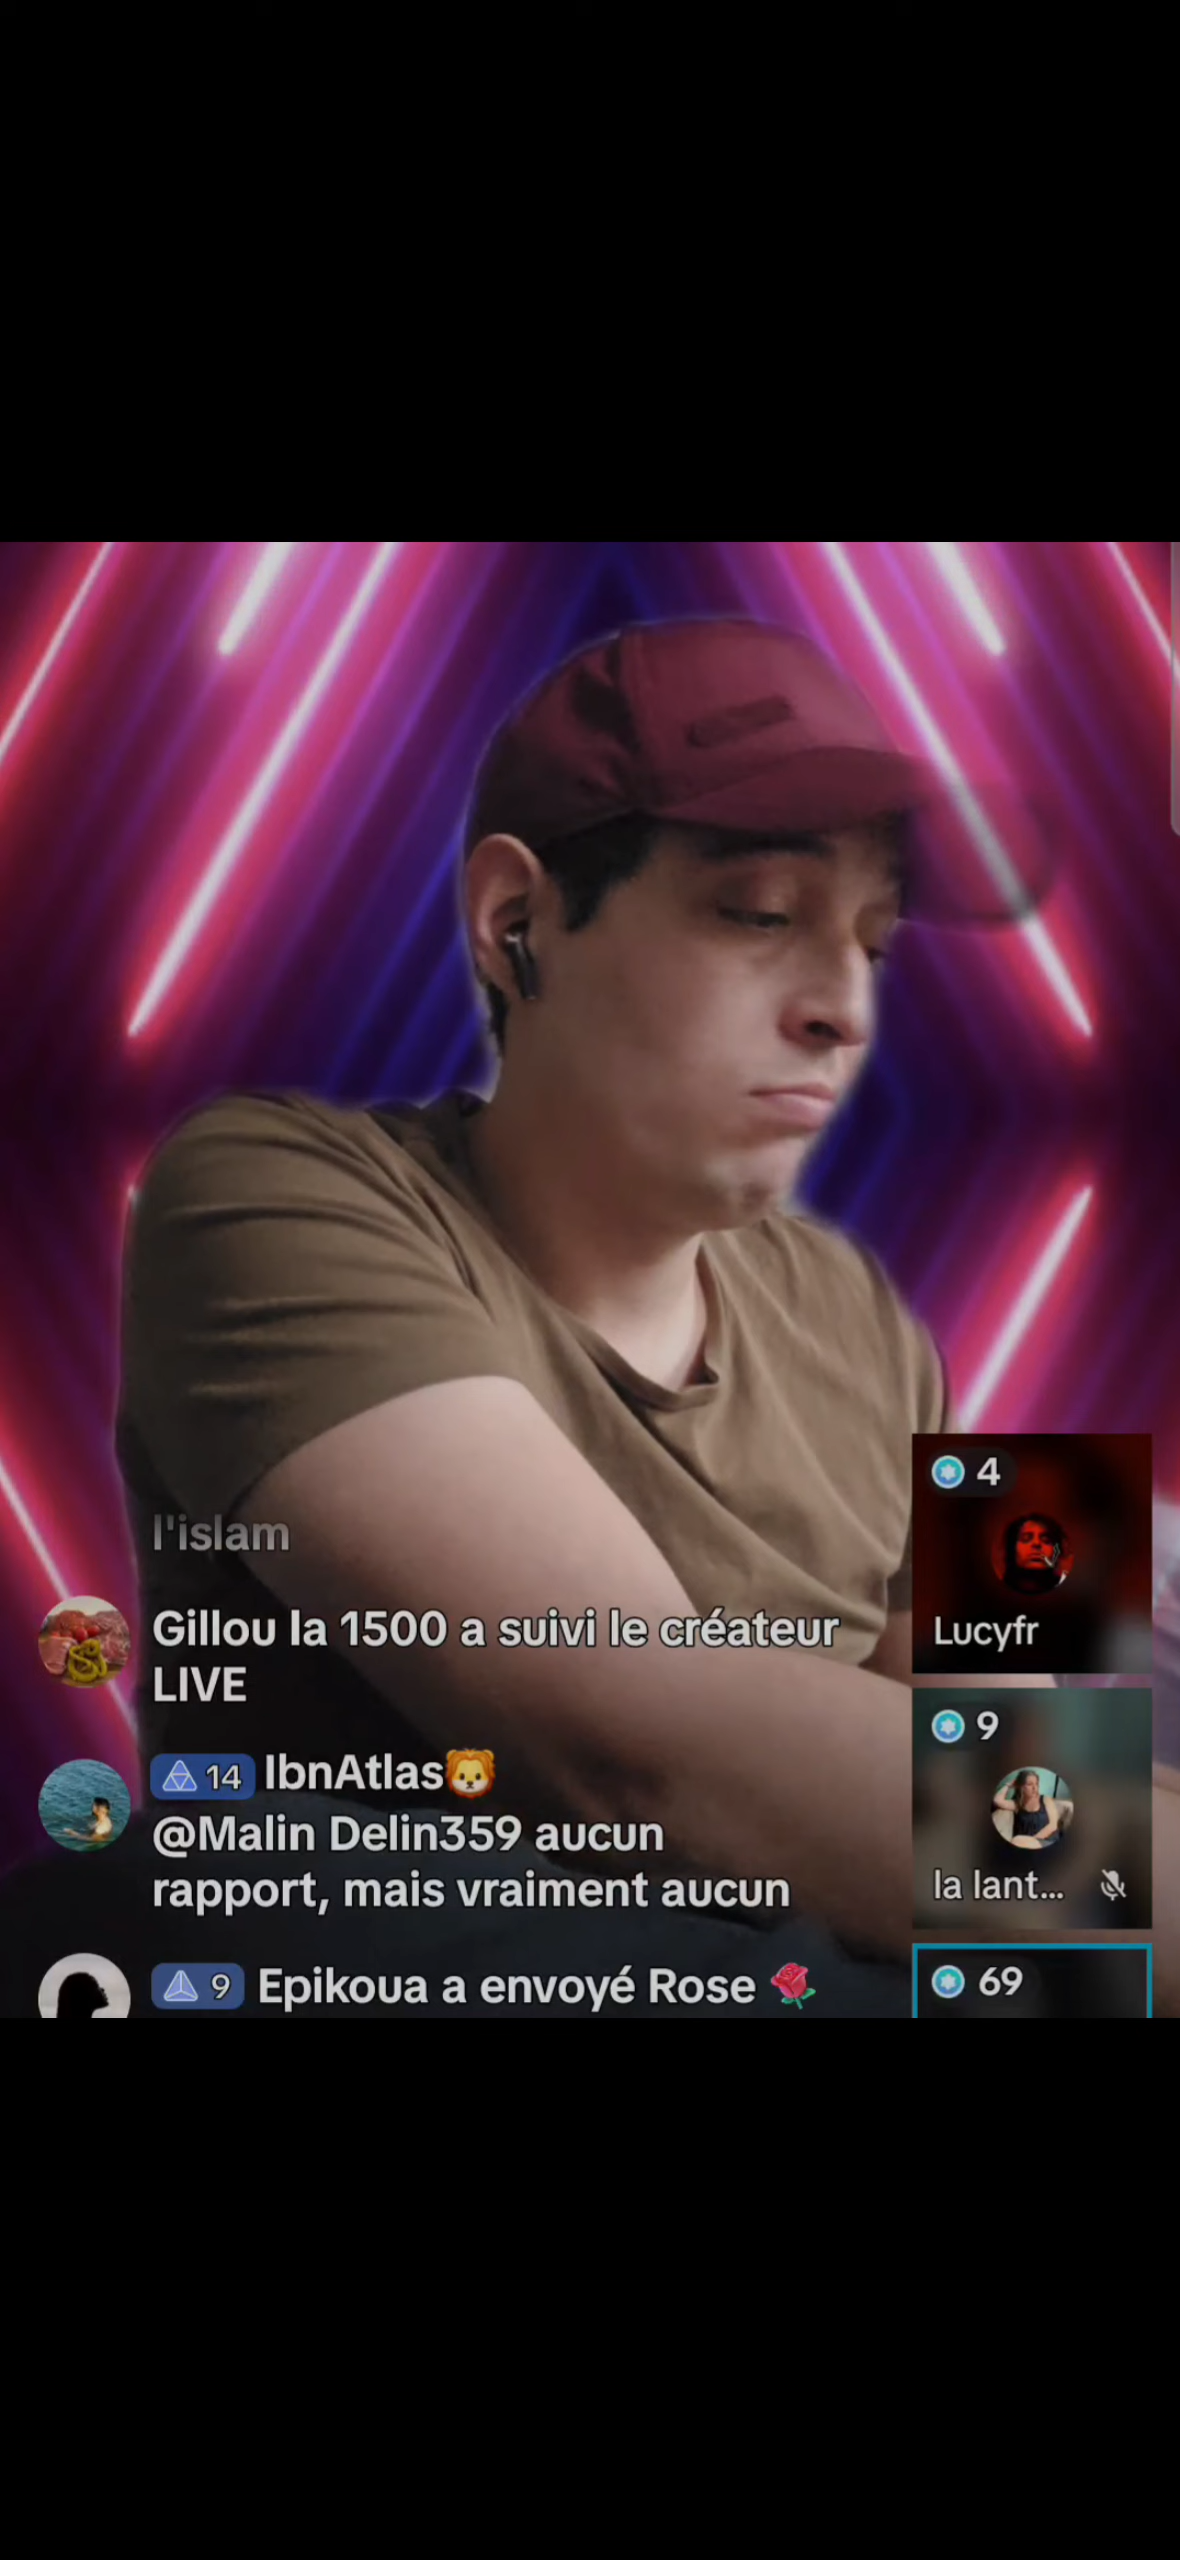 l'islam
Gillou la 1500 a suivi le créateur
LIVE
14 IbnAtlas🦁
@Malin Delin359 aucun
rapport, mais vraiment aucun
9 Epikoua a envoyé Rose 🌹
4
Lucyfr
9
la lant...
69